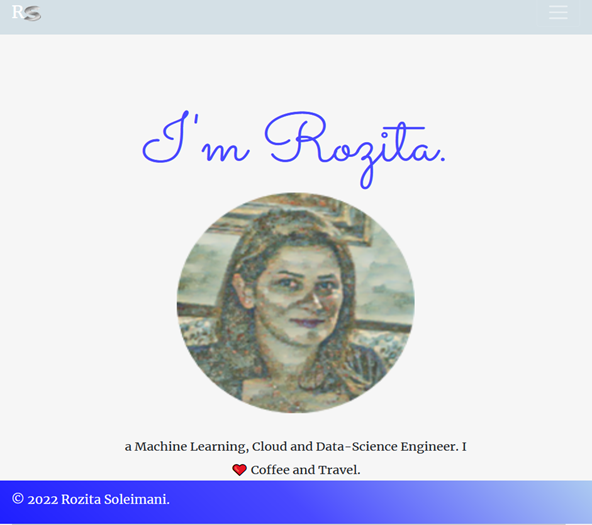 RS
I'm Rozita.
a Machine Learning, Cloud and Data-Science Engineer. I
❤ Coffee and Travel.
© 2022 Rozita Soleimani.